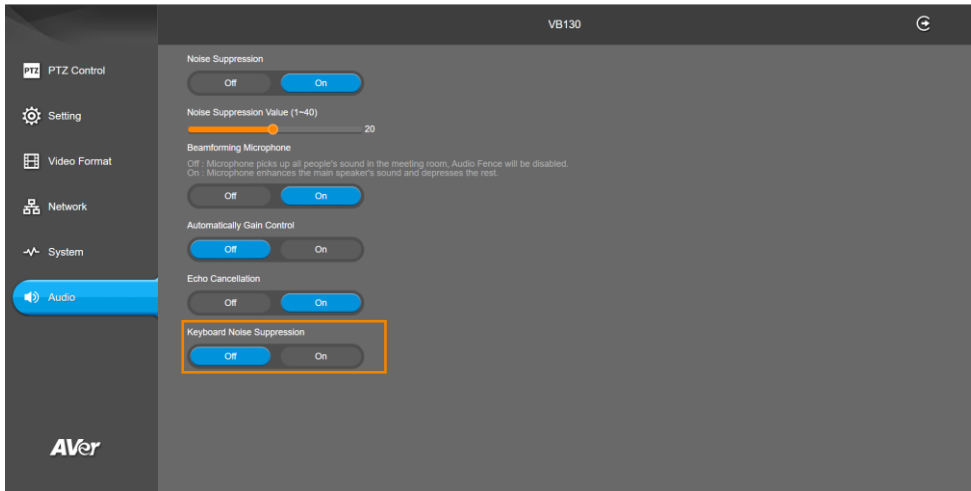 VB130
PTZ PTZ Control
Setting
Video Format
Network
System
Audio
AVer
Noise Suppression
Off On
Noise Suppression Value (1~40)
20
Beamforming Microphone
Off : Microphone picks up all people's sound in the meeting room, Audio Fence will be disabled.
On : Microphone enhances the main speaker's sound and depresses the rest.
Off On
Automatically Gain Control
Off On
Echo Cancellation
Off On
Keyboard Noise Suppression
Off On